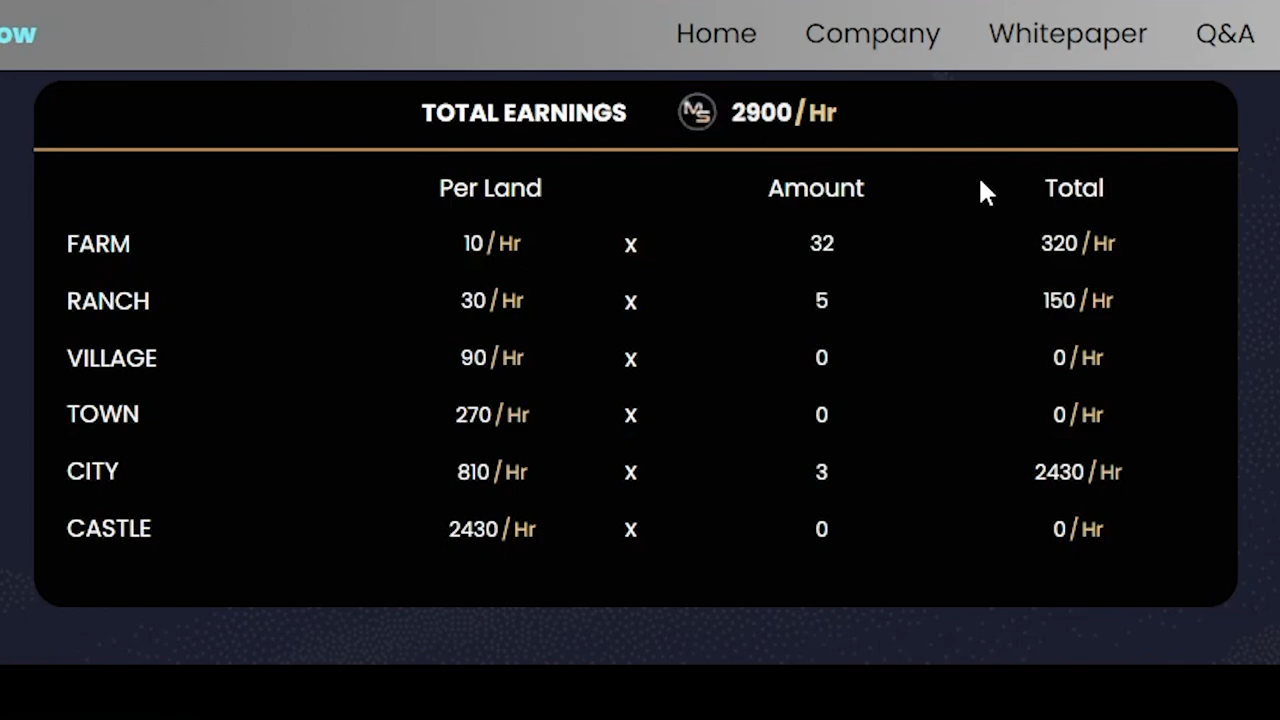 ow Home Company Whitepaper Q&A
TOTAL EARNINGS MS 2900/Hr
Per Land Amount Total
FARM 10/Hr x 32 320/Hr
RANCH 30/Hr x 5 150/Hr
VILLAGE 90/Hr x 0 0/Hr
TOWN 270/Hr x 0 0/Hr
CITY 810/Hr x 3 2430/Hr
CASTLE 2430/Hr x 0 0/Hr